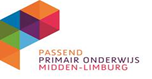 PASSEND
PRIMAIR ONDERWIJS
MIDDEN-LIMBURG